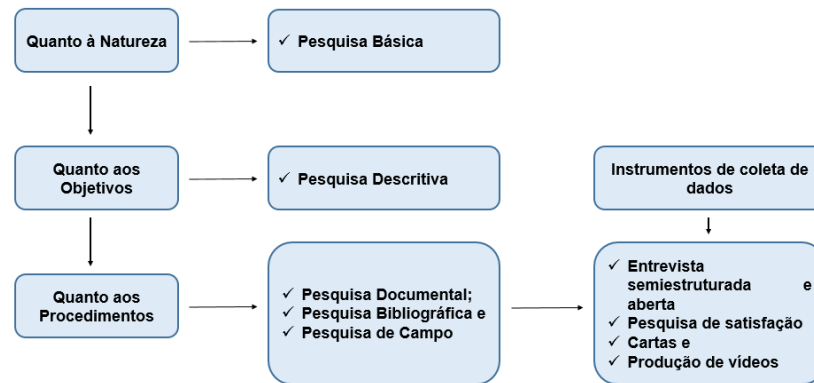 Quanto à Natureza
✓ Pesquisa Básica
Quanto aos
Objetivos
✓ Pesquisa Descritiva
Instrumentos de coleta de
dados
Quanto aos
Procedimentos
✓ Pesquisa Documental;
✓ Pesquisa Bibliográfica e
✓ Pesquisa de Campo
✓ Entrevista
semiestruturada e
aberta
✓ Pesquisa de satisfação
✓ Cartas e
✓ Produção de vídeos